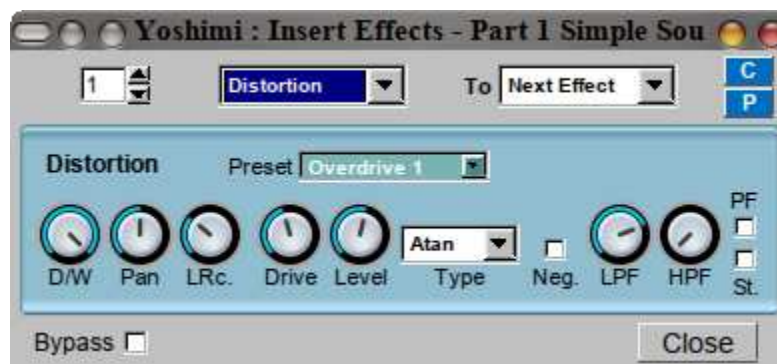 Yoshimi : Insert Effects - Part 1 Simple Sou
1 Distortion To Next Effect C
P
Distortion Preset Overdrive 1
PF
Atan
D/W Pan LRc. Drive Level Type Neg. LPF HPF St.
Bypass Close